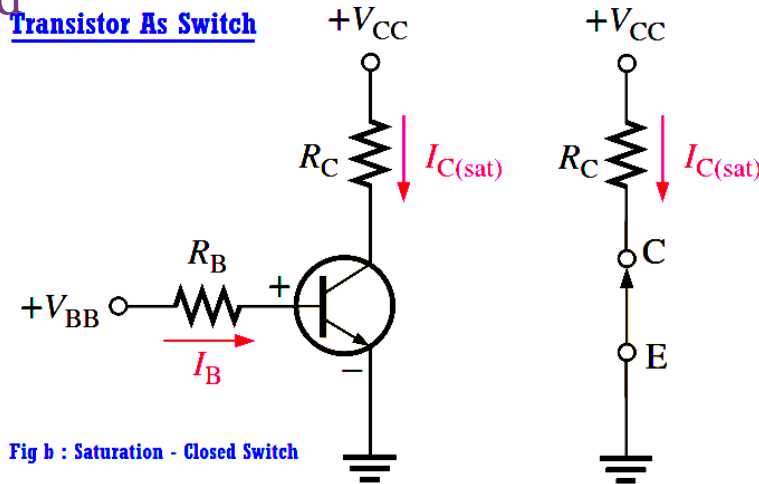 Transistor As Switch
+VCC
+VCC
RC
IC(sat)
RC
IC(sat)
C
RB
+
+VBB
IB
−
E
Fig b : Saturation - Closed Switch